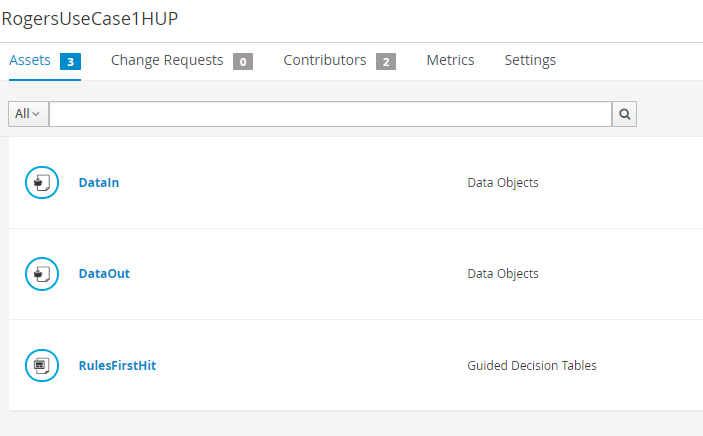 RogersUseCase1HUP
Assets 3 Change Requests 0 Contributors 2 Metrics Settings
All
DataIn Data Objects
DataOut Data Objects
RulesFirstHit Guided Decision Tables